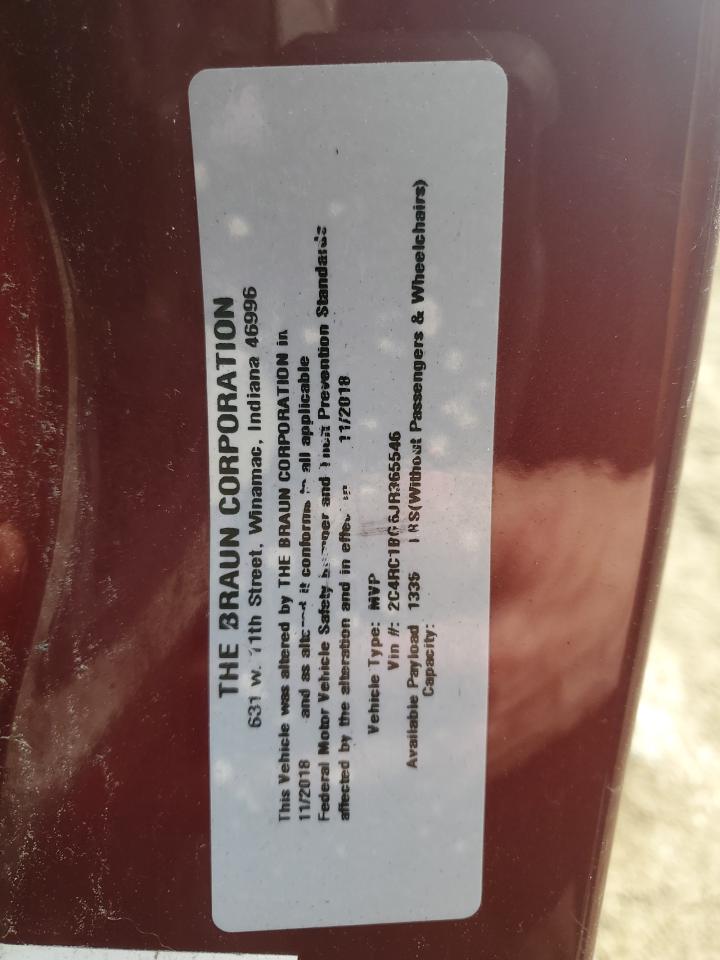 THE BRAUN CORPORATION
631 W. 11th Street, Winamac, Indiana 46996
This Vehicle was altered by THE BRAUN CORPORATION in
11/2018 and as altered it conforms to all applicable
Federal Motor Vehicle Safety bumper and Theft Prevention Standards
affected by the alteration and in effect in 11/2018
Vehicle Type: MVP
Vin #: 2C4RC1BG6JR365546
Available Payload 1335 LRS(Without Passengers & Wheelchairs)
Capacity: